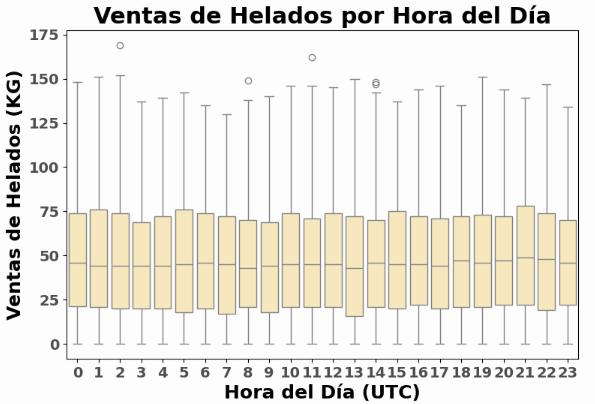 Ventas de Helados por Hora del Día
Ventas de Helados (KG)
175
150
125
100
75
50
25
0
0 1 2 3 4 5 6 7 8 9 10 11 12 13 14 15 16 17 18 19 20 21 22 23
Hora del Día (UTC)